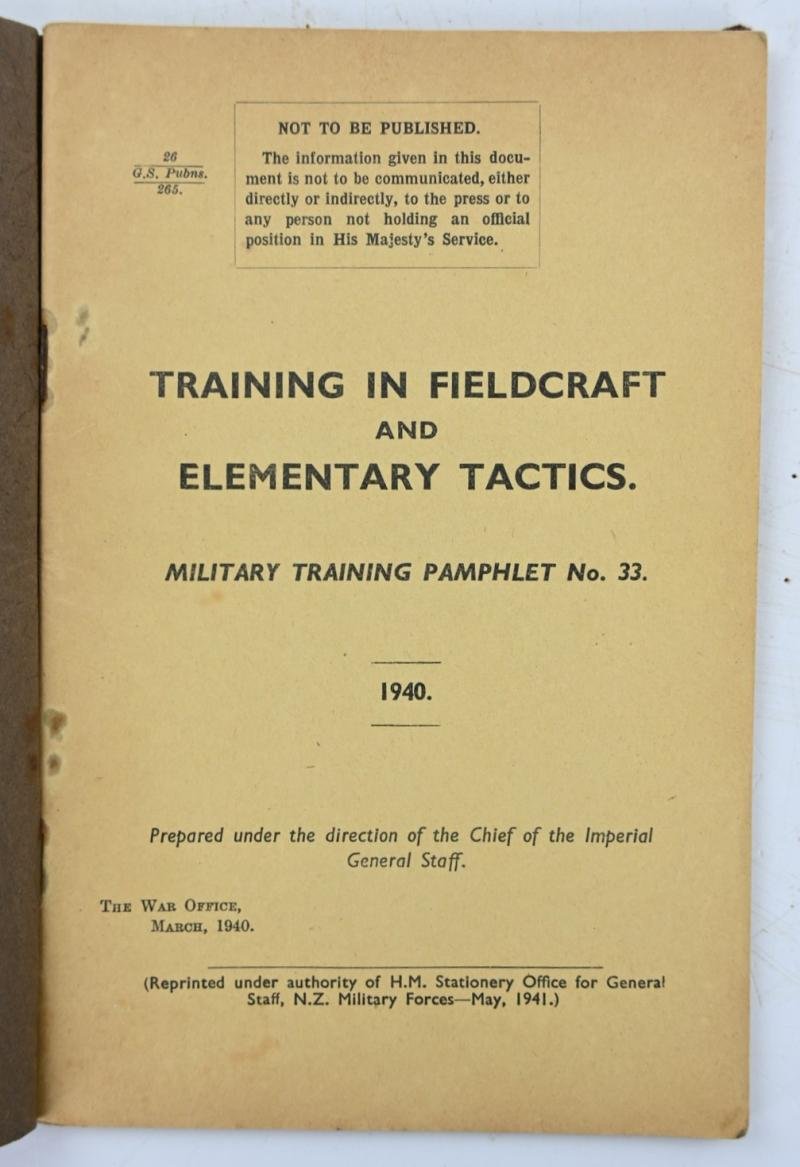 26
G.S. Pubns.
265.
NOT TO BE PUBLISHED.
The information given in this docu-
ment is not to be communicated, either
directly or indirectly, to the press or to
any person not holding an official
position in His Majesty's Service.
TRAINING IN FIELDCRAFT
AND
ELEMENTARY TACTICS.
MILITARY TRAINING PAMPHLET No. 33.
1940.
Prepared under the direction of the Chief of the Imperial
General Staff.
THE WAR OFFICE,
MARCH, 1940.
(Reprinted under authority of H.M. Stationery Office for General
Staff, N.Z. Military Forces—May, 1941.)